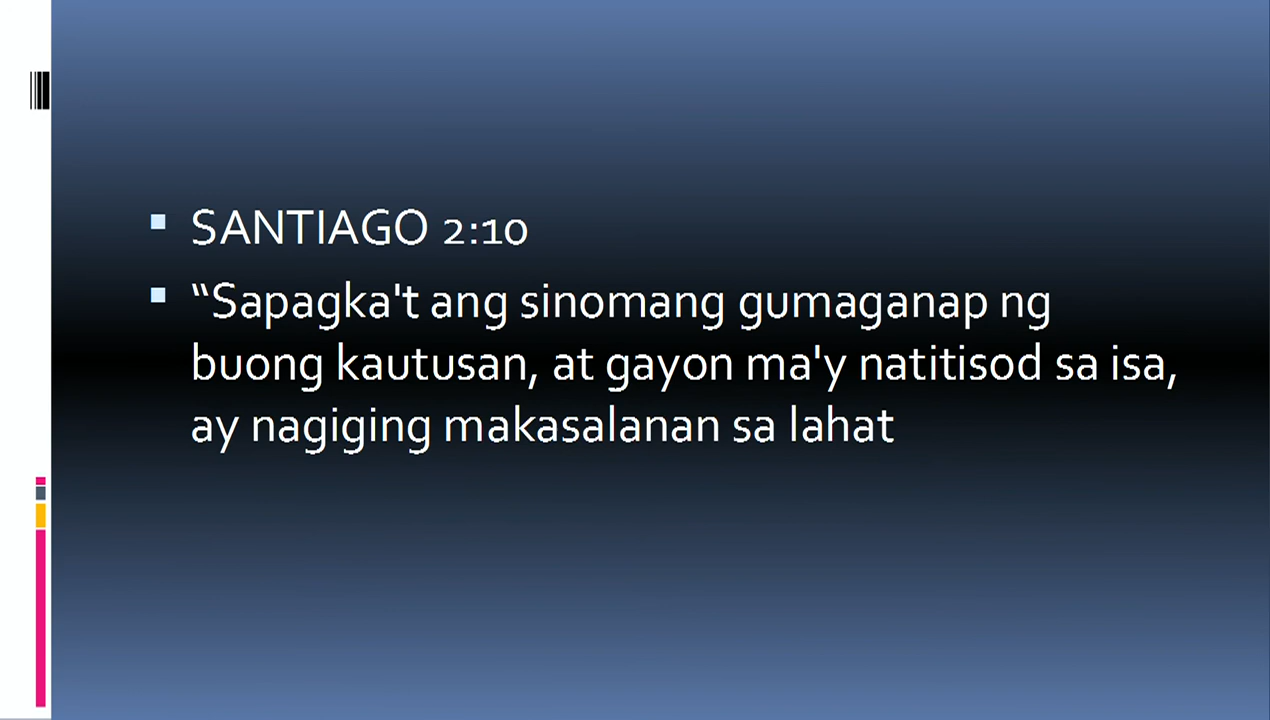 SANTIAGO 2:10
“Sapagka't ang sinomang gumaganap ng
buong kautusan, at gayon ma'y natitisod sa isa,
ay nagiging makasalanan sa lahat